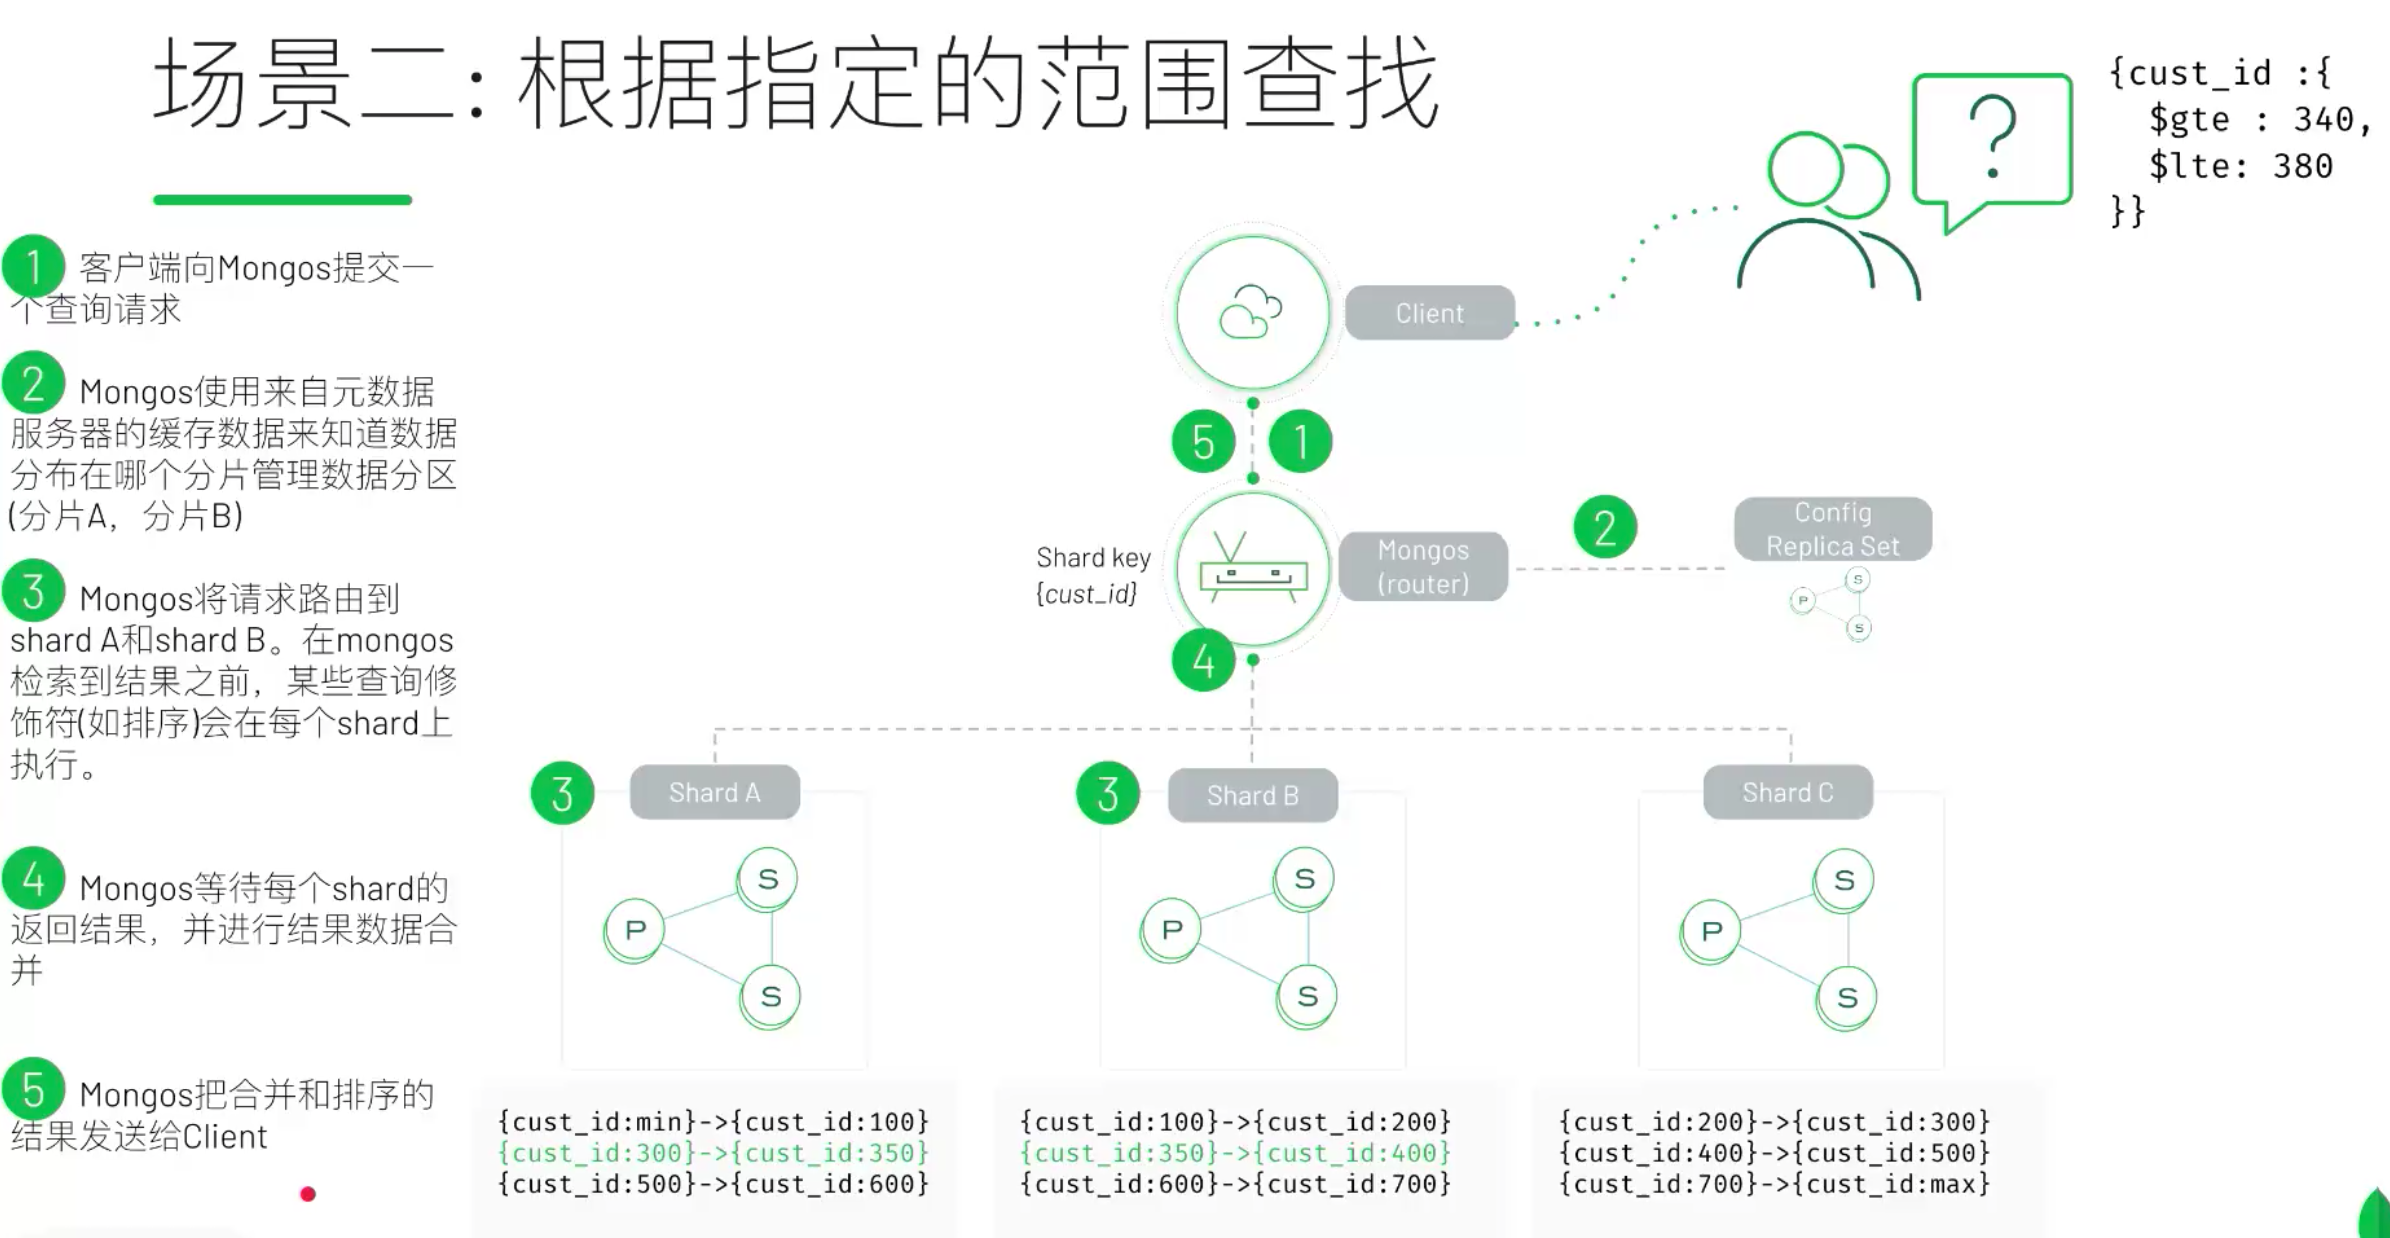 场景二: 根据指定的范围查找
{cust_id :{
$gte : 340,
$lte: 380
}}
1 客户端向Mongos提交一
个查询请求
2 Mongos使用来自元数据
服务器的缓存数据来知道数据
分布在哪个分片管理数据分区
(分片A，分片B)
3 Mongos将请求路由到
shard A和shard B。在mongos
检索到结果之前，某些查询修
饰符(如排序)会在每个shard上
执行。
4 Mongos等待每个shard的
返回结果，并进行结果数据合
并
5 Mongos把合并和排序的
结果发送给Client
?
Client
5 1
Shard key
{cust_id}
Mongos
(router)
2
Config
Replica Set
P
S
S
4
3
Shard A
P
S
S
{cust_id:min}->{cust_id:100}
{cust_id:300}->{cust_id:350}
{cust_id:500}->{cust_id:600}
3
Shard B
P
S
S
{cust_id:100}->{cust_id:200}
{cust_id:350}->{cust_id:400}
{cust_id:600}->{cust_id:700}
Shard C
P
S
S
{cust_id:200}->{cust_id:300}
{cust_id:400}->{cust_id:500}
{cust_id:700}->{cust_id:max}